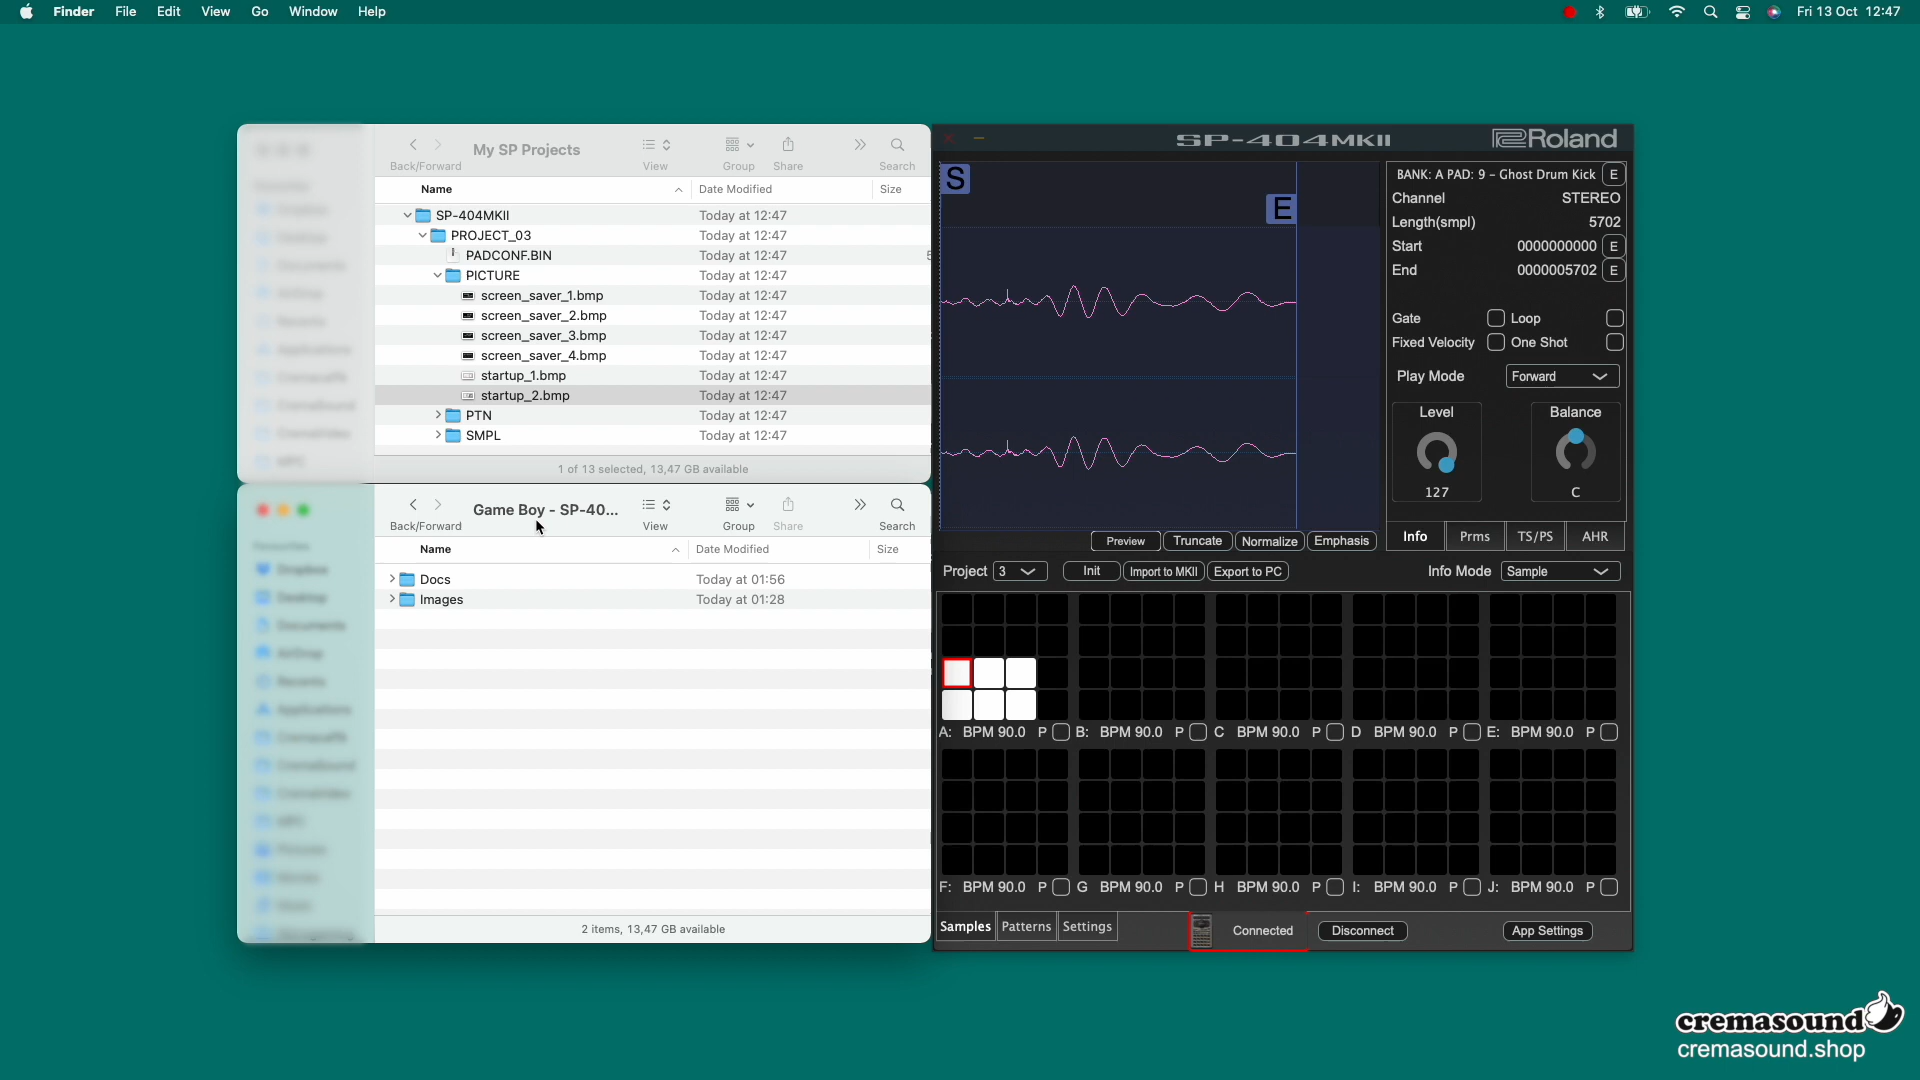 Finder File Edit View Go Window Help
Fri 13 Oct 12:47
My SP Projects
Back/Forward View Group Share Search
Name Date Modified Size
SP-404MKII Today at 12:47
PROJECT_03 Today at 12:47
PADCONF.BIN Today at 12:47
PICTURE Today at 12:47
screen_saver_1.bmp Today at 12:47
screen_saver_2.bmp Today at 12:47
screen_saver_3.bmp Today at 12:47
screen_saver_4.bmp Today at 12:47
startup_1.bmp Today at 12:47
startup_2.bmp Today at 12:47
PTN Today at 12:47
SMPL Today at 12:47
1 of 13 selected, 13,47 GB available
Game Boy - SP-40...
Back/Forward View Group Share Search
Name Date Modified Size
Docs Today at 01:56
Images Today at 01:28
2 items, 13,47 GB available
SP-404MKII Roland
S
E
BANK: A PAD: 9 - Ghost Drum Kick E
Channel STEREO
Length(smpl) 5702
Start 0000000000 E
End 0000005702 E
Gate Loop
Fixed Velocity One Shot
Play Mode Forward
Level Balance
127 C
Preview Truncate Normalize Emphasis
Info Prms TS/PS AHR
Project 3 Init Import to MKII Export to PC Info Mode Sample
A: BPM 90.0 P B: BPM 90.0 P C BPM 90.0 P D BPM 90.0 P E: BPM 90.0 P
F: BPM 90.0 P G BPM 90.0 P H BPM 90.0 P I: BPM 90.0 P J: BPM 90.0 P
Samples Patterns Settings Connected Disconnect App Settings
cremasound
cremasound.shop